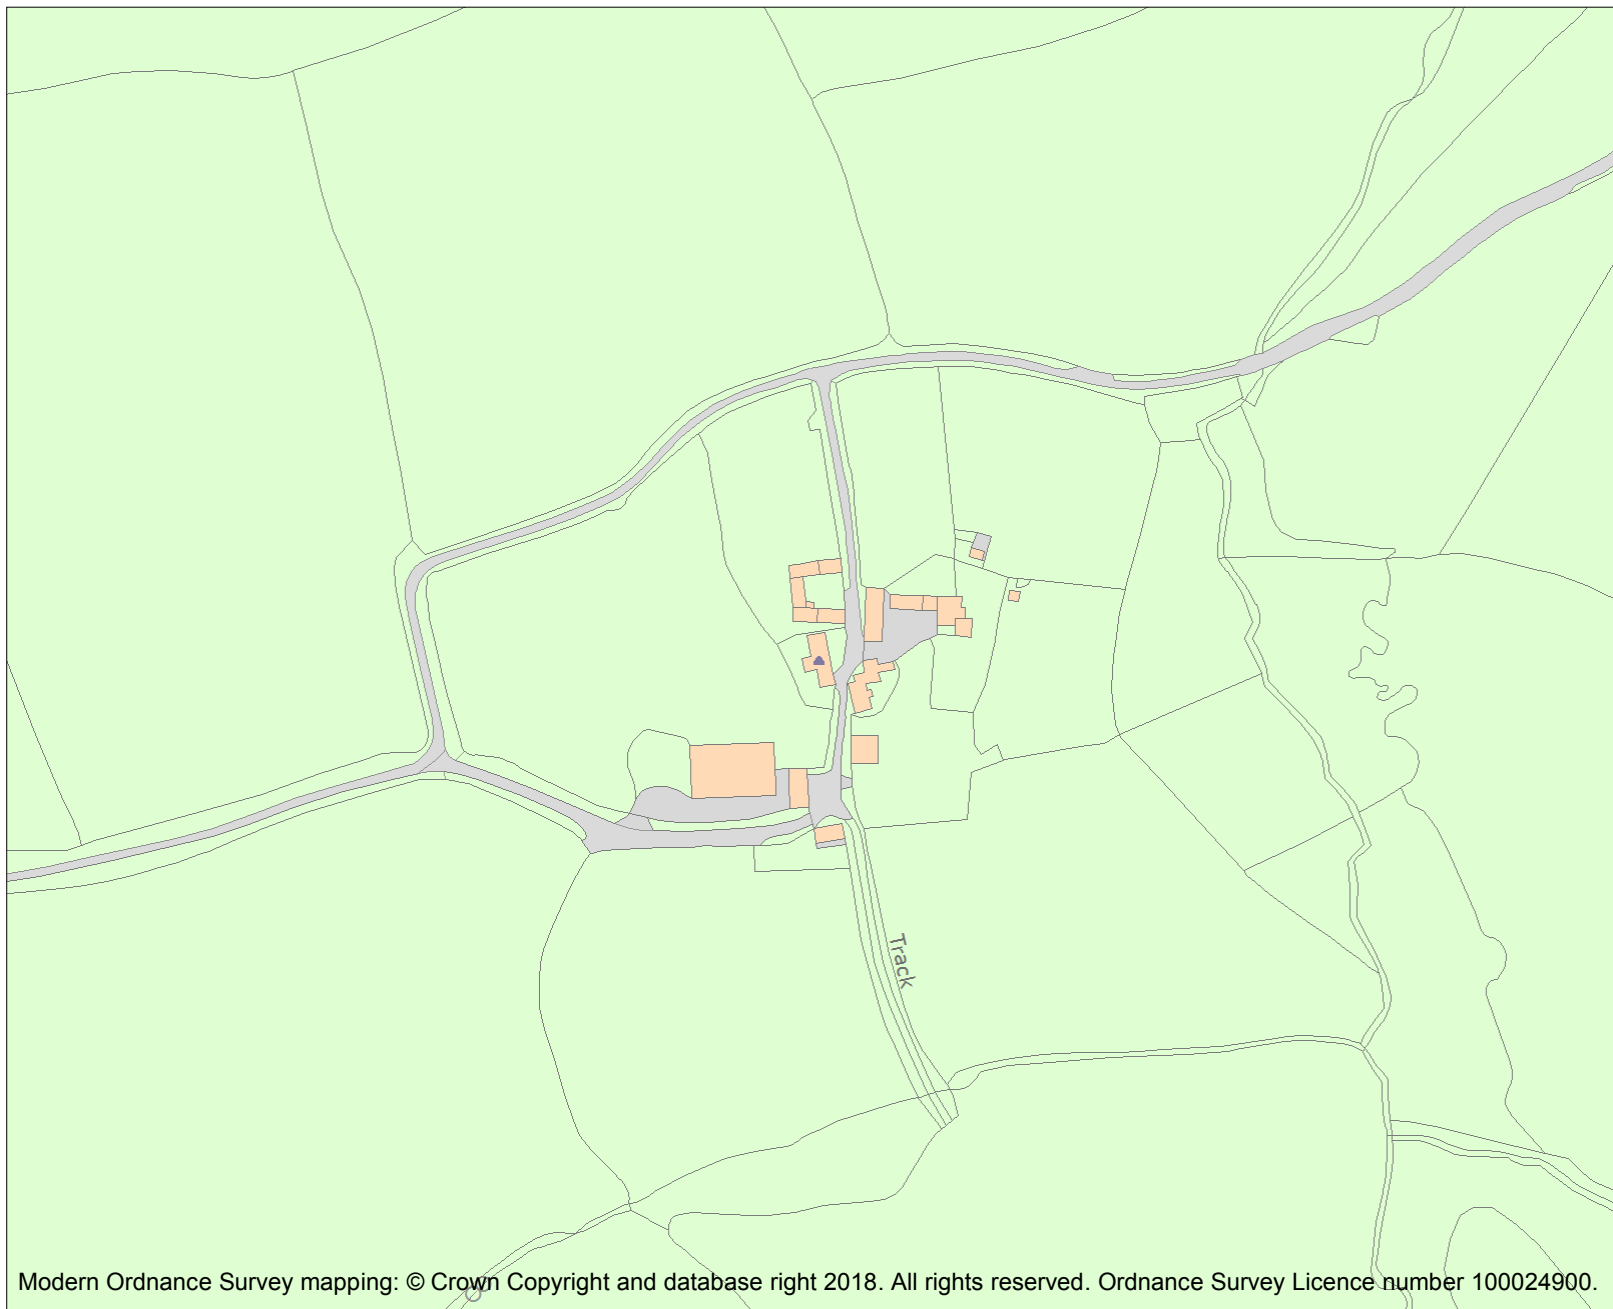 Track
Modern Ordnance Survey mapping: © Crown Copyright and database right 2018. All rights reserved. Ordnance Survey Licence number 100024900.